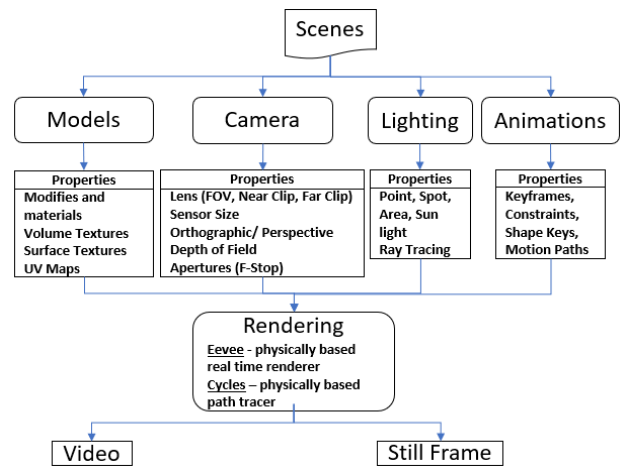 Scenes
Models
Camera
Lighting
Animations
Properties
Modifies and
materials
Volume Textures
Surface Textures
UV Maps
Properties
Lens (FOV, Near Clip, Far Clip)
Sensor Size
Orthographic/ Perspective
Depth of Field
Apertures (F-Stop)
Properties
Point, Spot,
Area, Sun
light
Ray Tracing
Properties
Keyframes,
Constraints,
Shape Keys,
Motion Paths
Rendering
Eevee - physically based
real time renderer
Cycles – physically based
path tracer
Video
Still Frame